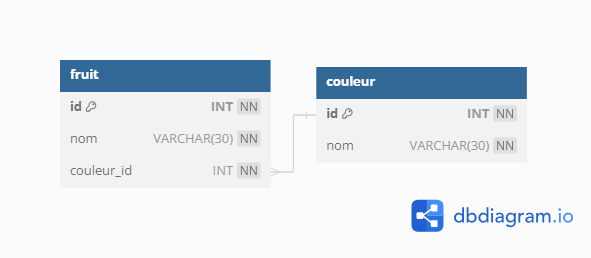 fruit
id INT NN
nom VARCHAR(30) NN
couleur_id INT NN
couleur
id INT NN
nom VARCHAR(30) NN
dbdiagram.io